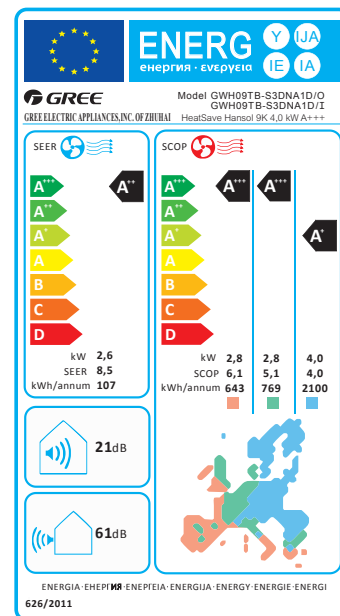 ENERG Y IJA
енергия · ενεργεια IE IA
GREE
GREE ELECTRIC APPLIANCES,INC. OF ZHUHAI
Model GWH09TB-S3DNA1D/O
GWH09TB-S3DNA1D/I
HeatSave Hansol 9K 4,0 kW A+++
SEER
A+++
A++
A+
A
B
C
D
A++
kW 2,6
SEER 8,5
kWh/annum 107
SCOP
A+++
A++
A+
A
B
C
D
A+++ A+++ A+
kW 2,8 2,8 4,0
SCOP 6,1 5,1 4,0
kWh/annum 643 769 2100
21dB
61dB
ENERGIA·ЕНЕРГИЯ·ΕΝΕΡΓΕΙΑ·ENERGIJA·ENERGY·ENERGIE·ENERGI
626/2011